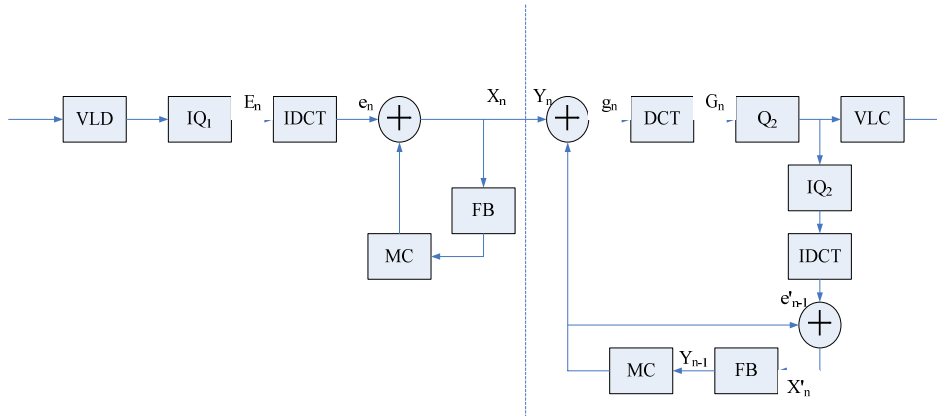 Eₙ
eₙ
Xₙ
Yₙ
gₙ
Gₙ
VLD
IQ₁
IDCT
+
+
DCT
Q₂
VLC
FB
IQ₂
MC
IDCT
e'ₙ₋₁
+
MC
Yₙ₋₁
FB
X'ₙ